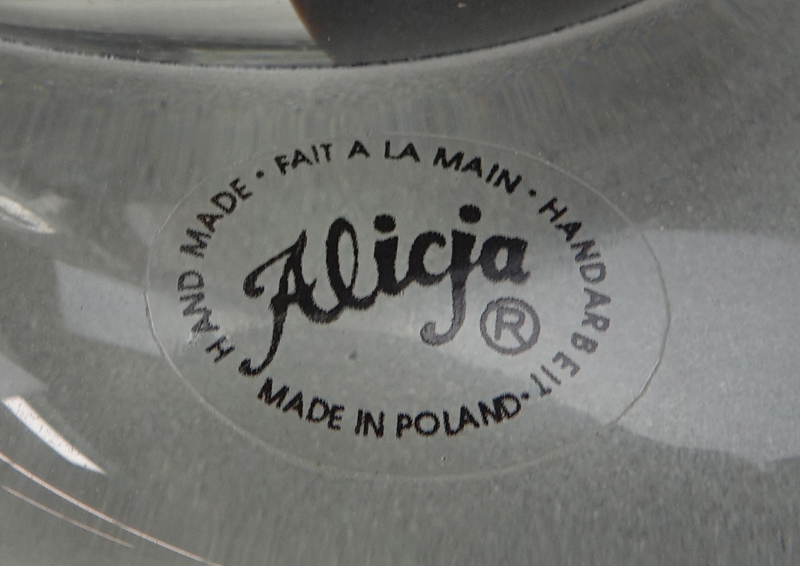 HAND MADE · FAIT A LA MAIN · HANDARBEIT ·
Alicja ®
MADE IN POLAND